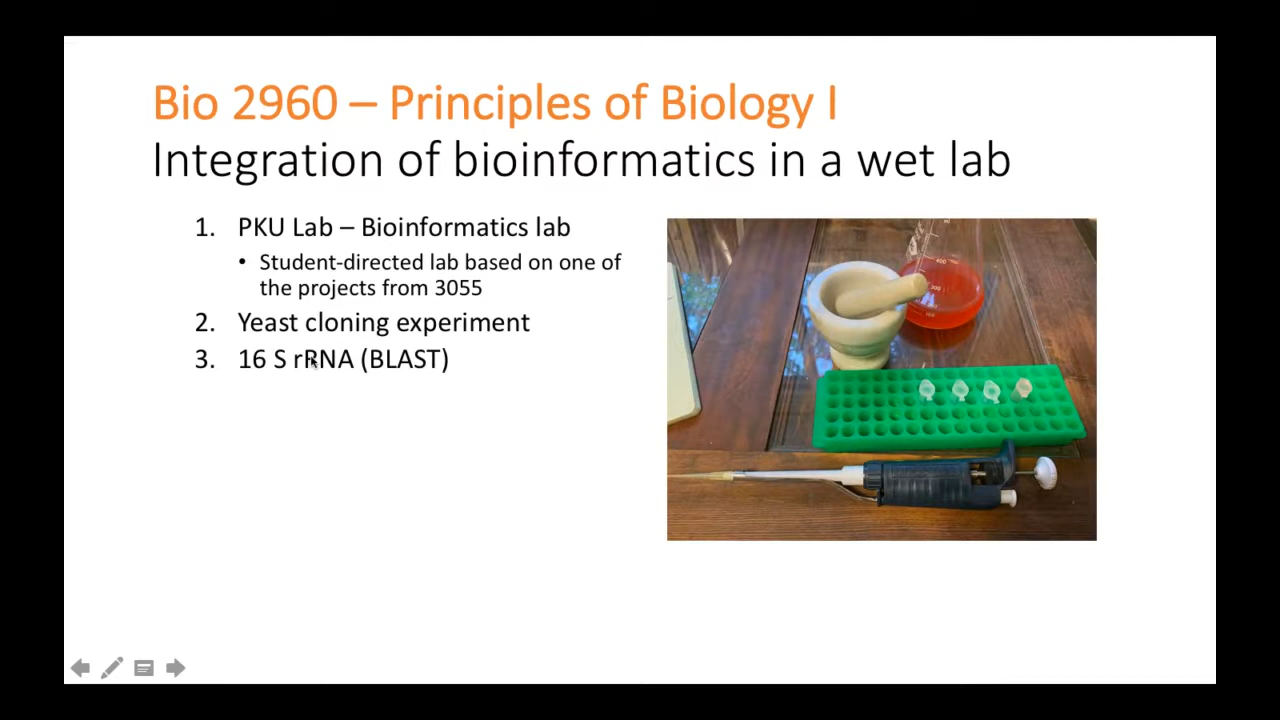 Bio 2960 – Principles of Biology I
Integration of bioinformatics in a wet lab
1. PKU Lab – Bioinformatics lab
• Student-directed lab based on one of
the projects from 3055
2. Yeast cloning experiment
3. 16 S rRNA (BLAST)